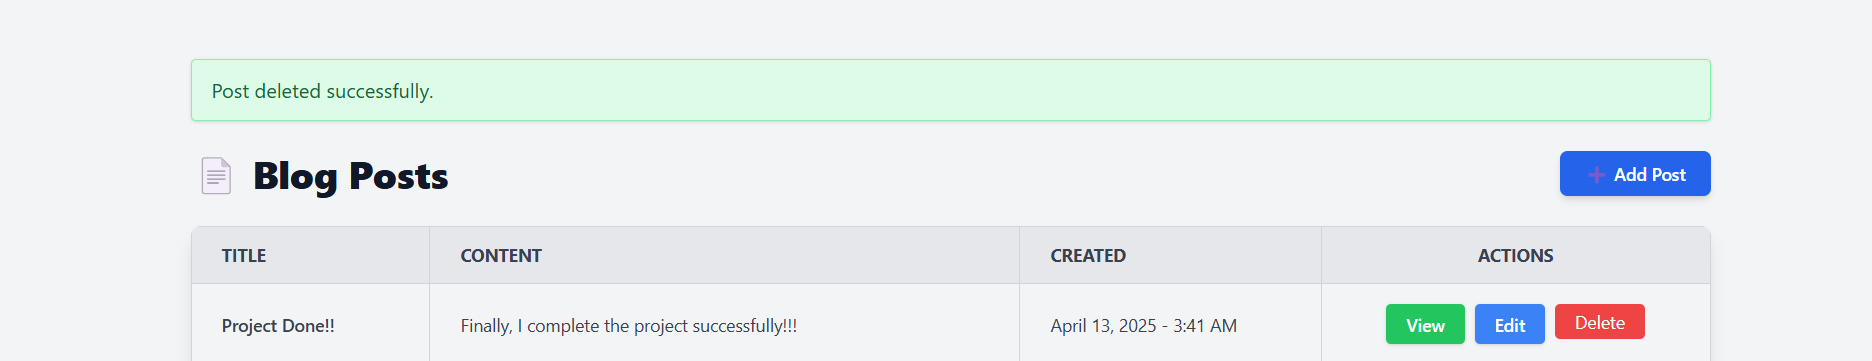 Post deleted successfully.
Blog Posts
Add Post
TITLE CONTENT CREATED ACTIONS
Project Done!! Finally, I complete the project successfully!!! April 13, 2025 - 3:41 AM View Edit Delete